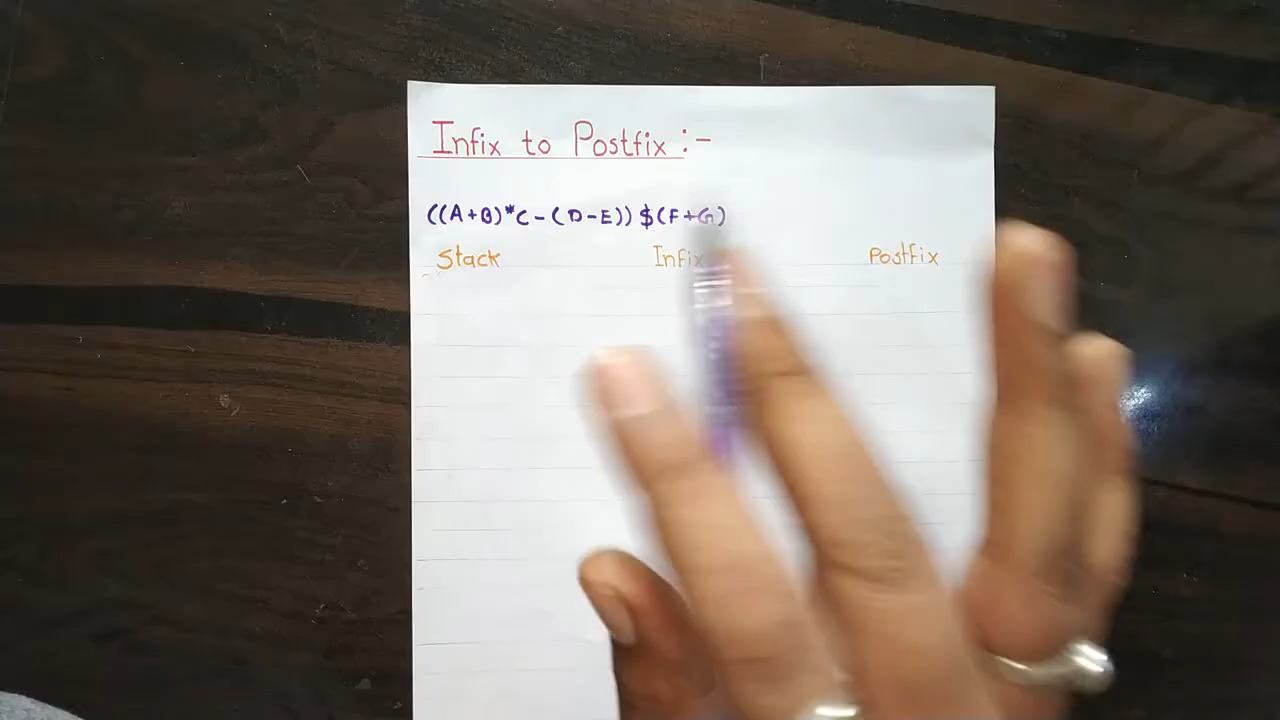 Infix to Postfix :-
((A+B)*C-(D-E))$(F+G)
Stack Infix Postfix